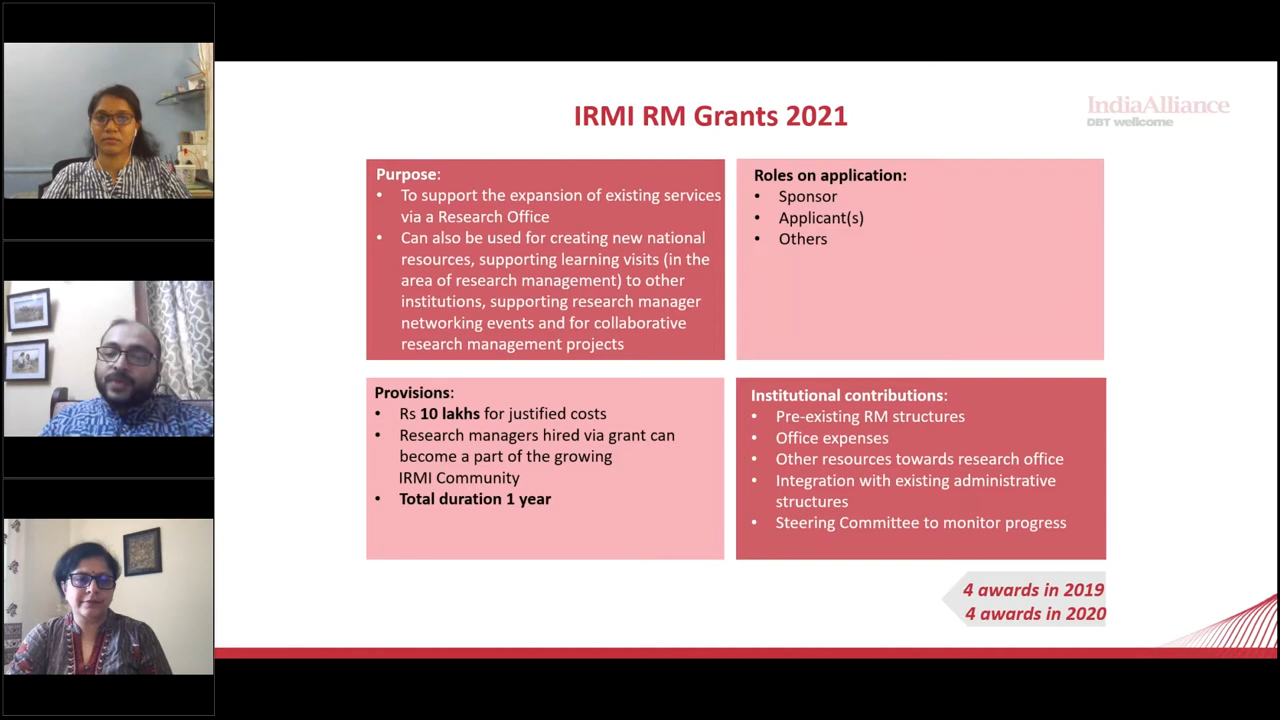 IRMI RM Grants 2021
IndiaAlliance
DBT wellcome
Purpose:
• To support the expansion of existing services
via a Research Office
• Can also be used for creating new national
resources, supporting learning visits (in the
area of research management) to other
institutions, supporting research manager
networking events and for collaborative
research management projects
Roles on application:
• Sponsor
• Applicant(s)
• Others
Provisions:
• Rs 10 lakhs for justified costs
• Research managers hired via grant can
become a part of the growing
IRMI Community
• Total duration 1 year
Institutional contributions:
• Pre-existing RM structures
• Office expenses
• Other resources towards research office
• Integration with existing administrative
structures
• Steering Committee to monitor progress
4 awards in 2019
4 awards in 2020